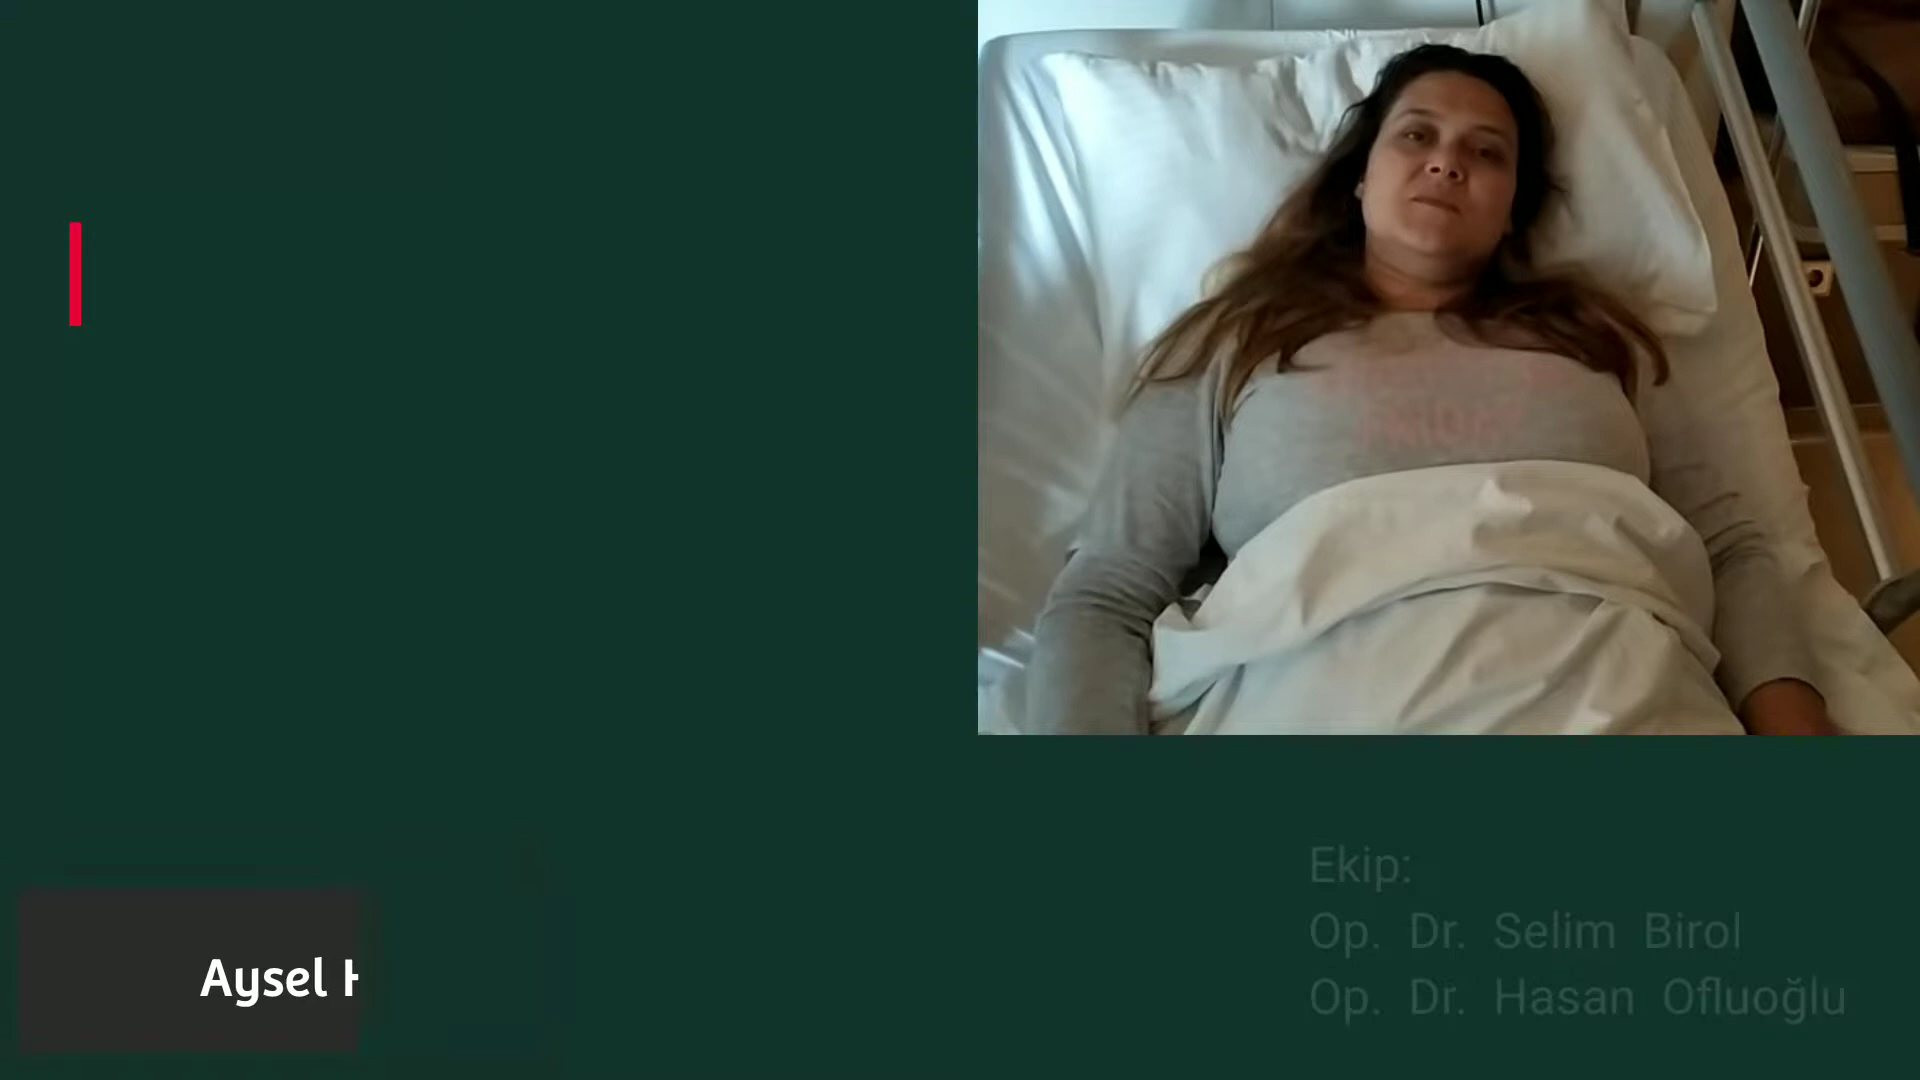 Aysel
Ekip:
Op. Dr. Selim Birol
Op. Dr. Hasan Ofluoğlu